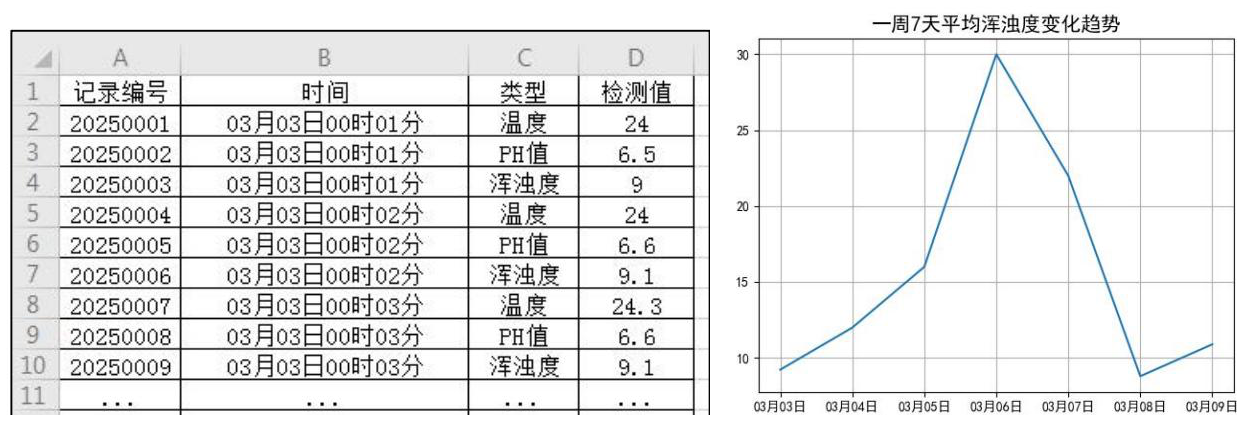 A B C D
1 记录编号 时间 类型 检测值
2 20250001 03月03日00时01分 温度 24
3 20250002 03月03日00时01分 PH值 6.5
4 20250003 03月03日00时01分 浑浊度 9
5 20250004 03月03日00时02分 温度 24
6 20250005 03月03日00时02分 PH值 6.6
7 20250006 03月03日00时02分 浑浊度 9.1
8 20250007 03月03日00时03分 温度 24.3
9 20250008 03月03日00时03分 PH值 6.6
10 20250009 03月03日00时03分 浑浊度 9.1
11 ... ... ... ...
一周7天平均浑浊度变化趋势
30
25
20
15
10
03月03日 03月04日 03月05日 03月06日 03月07日 03月08日 03月09日